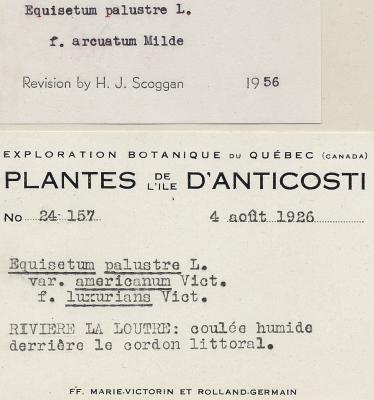 Equisetum palustre L.
f. arcuatum Milde
Revision by H. J. Scoggan 1956
EXPLORATION BOTANIQUE DU QUÉBEC (CANADA)
PLANTES DE L'ILE D'ANTICOSTI
No 24 157 4 août 1926
Equisetum palustre L.
var. americanum Vict.
f. luxurians Vict.
RIVIERE LA LOUTRE: coulée humide
derrière le cordon littoral.
FF. MARIE-VICTORIN ET ROLLAND-GERMAIN